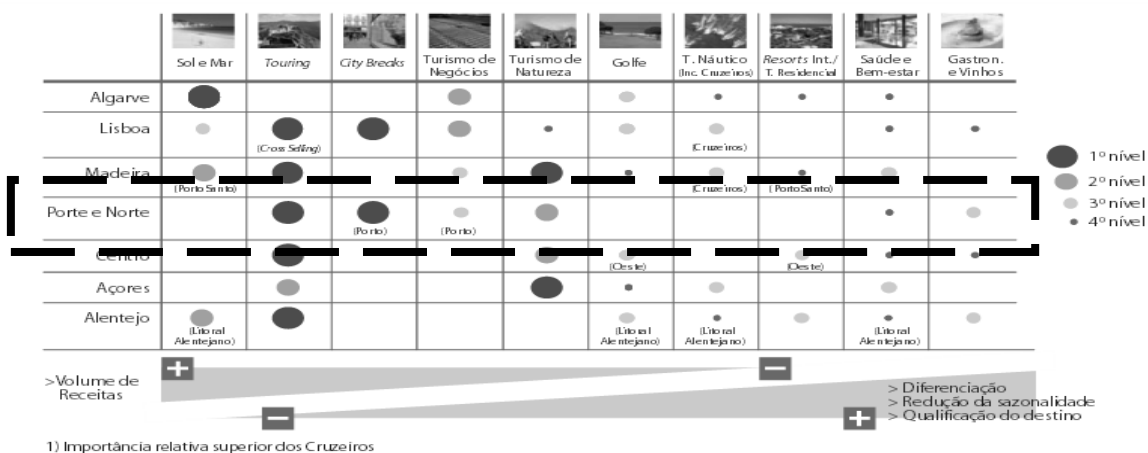 Sol e Mar
Touring
City Breaks
Turismo de
Negócios
Turismo de
Natureza
Golfe
T. Náutico
(Inc. Cruzeiros)
Resorts Int./
T. Residencial
Saúde e
Bem-estar
Gastron.
e Vinhos
Algarve
Lisboa
(Cross Selling)
(Cruzeiros)
Madeira
(Porto Santo)
(Cruzeiros)
(Porto Santo)
Porte e Norte
(Porto)
(Porto)
Centro
(Oeste)
(Oeste)
Açores
Alentejo
(Litoral
Alentejano)
(Litoral
Alentejano)
(Litoral
Alentejano)
(Litoral
Alentejano)
1º nível
2º nível
3º nível
4º nível
>Volume de
Receitas
+
−
−
+
> Diferenciação
> Redução da sazonalidade
> Qualificação do destino
1) Importância relativa superior dos Cruzeiros